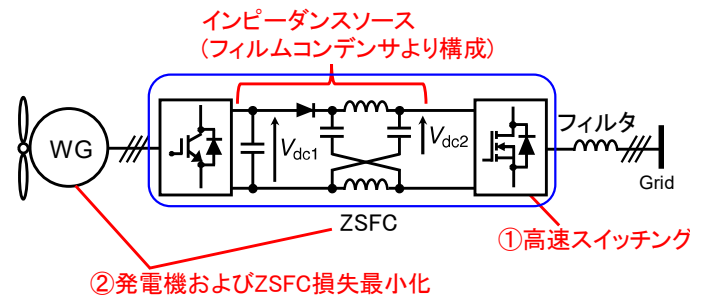 インピーダンスソース
(フィルムコンデンサより構成)
WG
Vdc1
Vdc2
フィルタ
Grid
ZSFC
①高速スイッチング
②発電機およびZSFC損失最小化